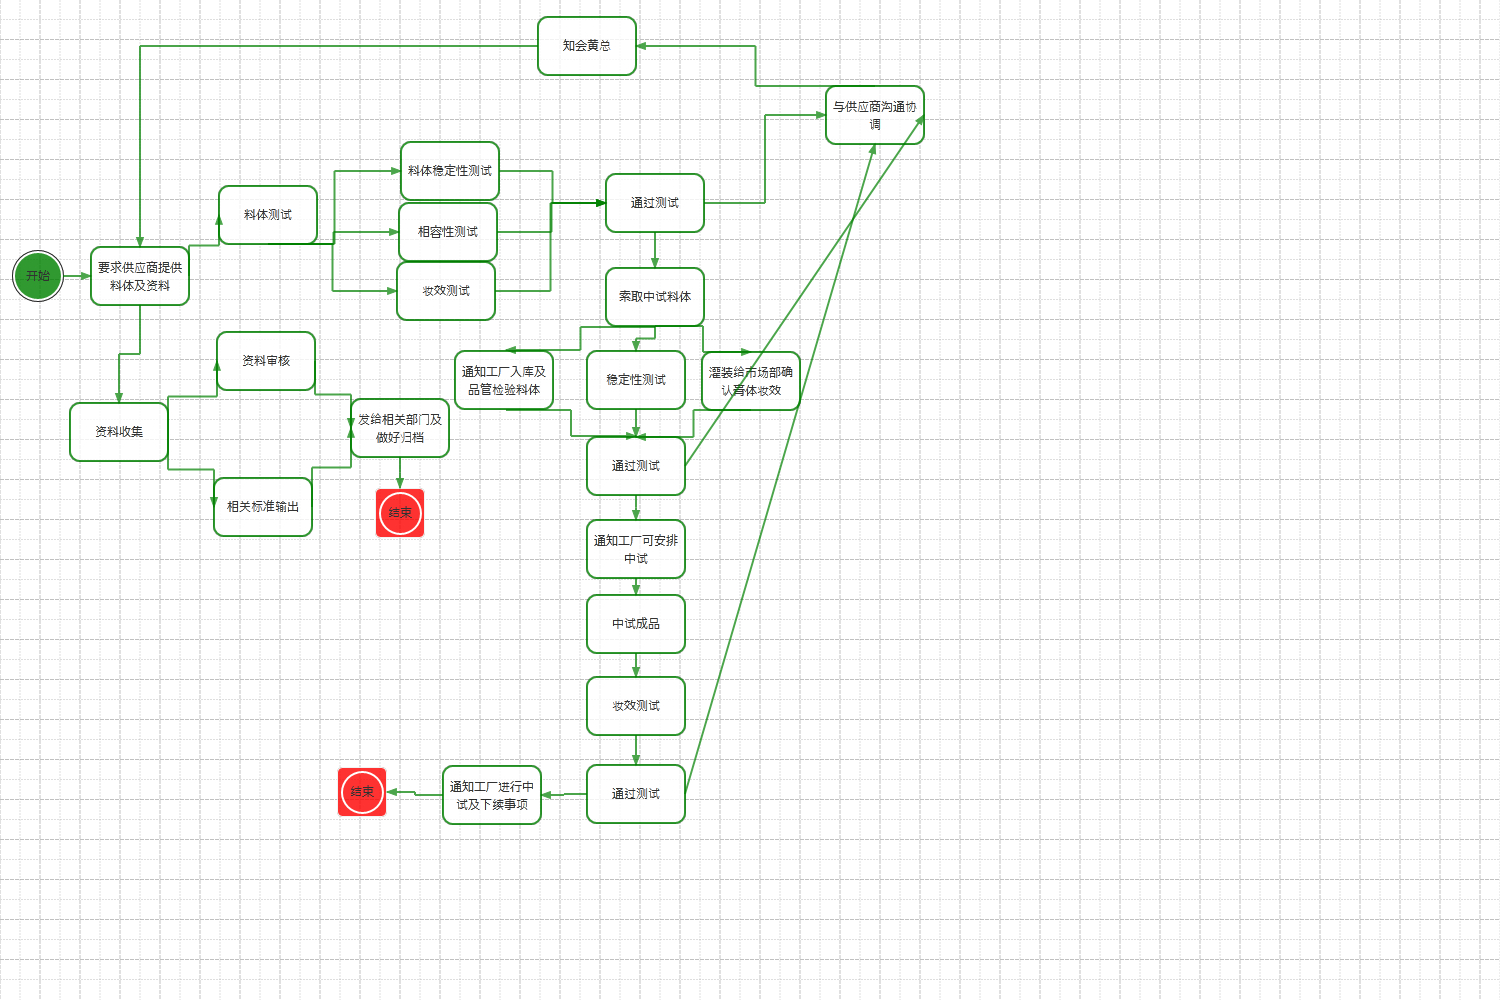 知会黄总
与供应商沟通协
调
料体稳定性测试
料体测试
通过测试
相容性测试
开始
要求供应商提供
料体及资料
妆效测试
索取中试料体
资料审核
通知工厂入库及
品管检验料体
稳定性测试
灌装给市场部确
认膏体妆效
资料收集
发给相关部门及
做好归档
通过测试
相关标准输出
结束
通知工厂可安排
中试
中试成品
妆效测试
结束
通知工厂进行中
试及下续事项
通过测试